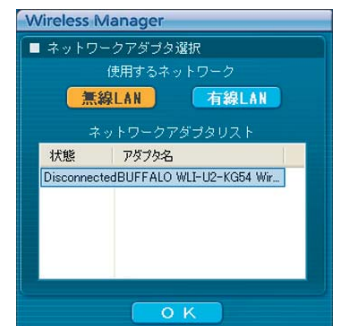 Wireless Manager
■ ネットワークアダプタ選択
使用するネットワーク
無線LAN 有線LAN
ネットワークアダプタリスト
状態 アダプタ名
Disconnected BUFFALO WLI-U2-KG54 Wir...
OK